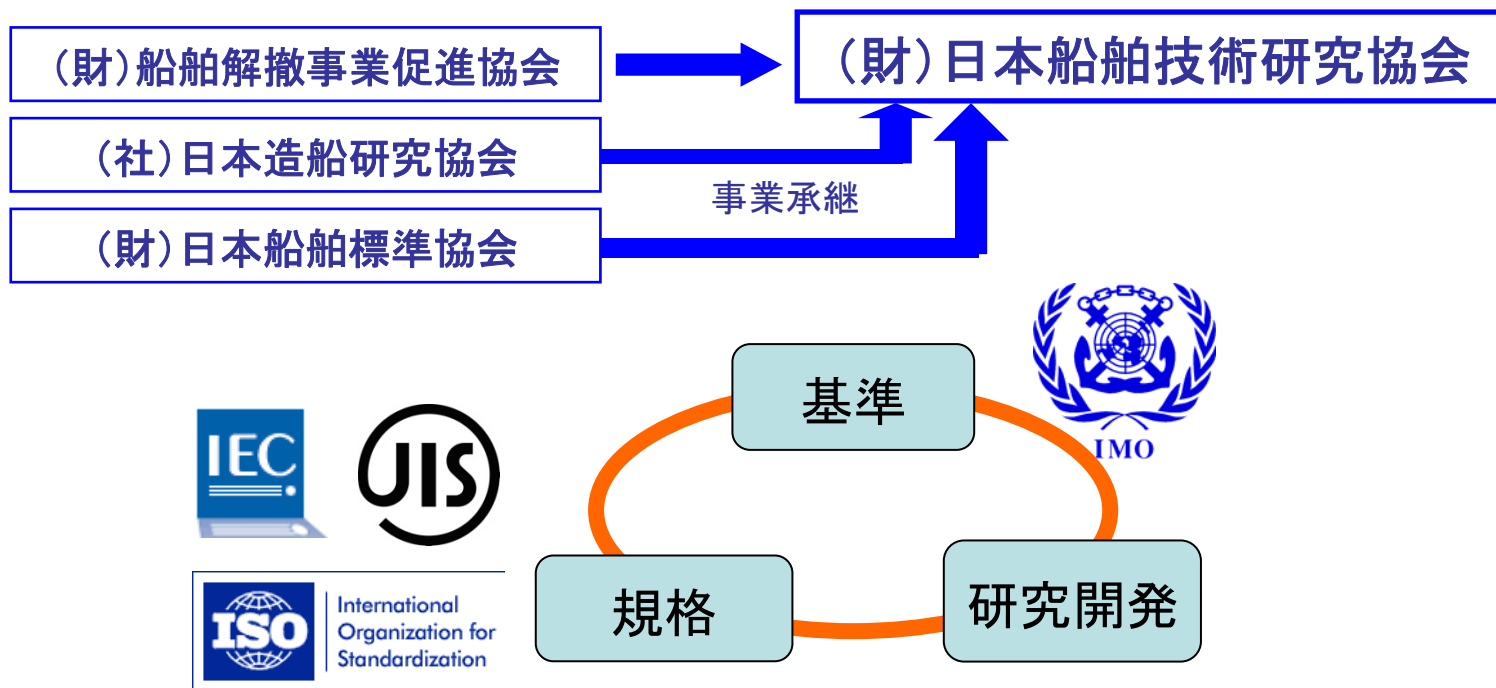 (財)船舶解撤事業促進協会
(財)日本船舶技術研究協会
(社)日本造船研究協会
事業承継
(財)日本船舶標準協会
基準
IMO
IEC
JIS
規格
研究開発
ISO
International
Organization for
Standardization